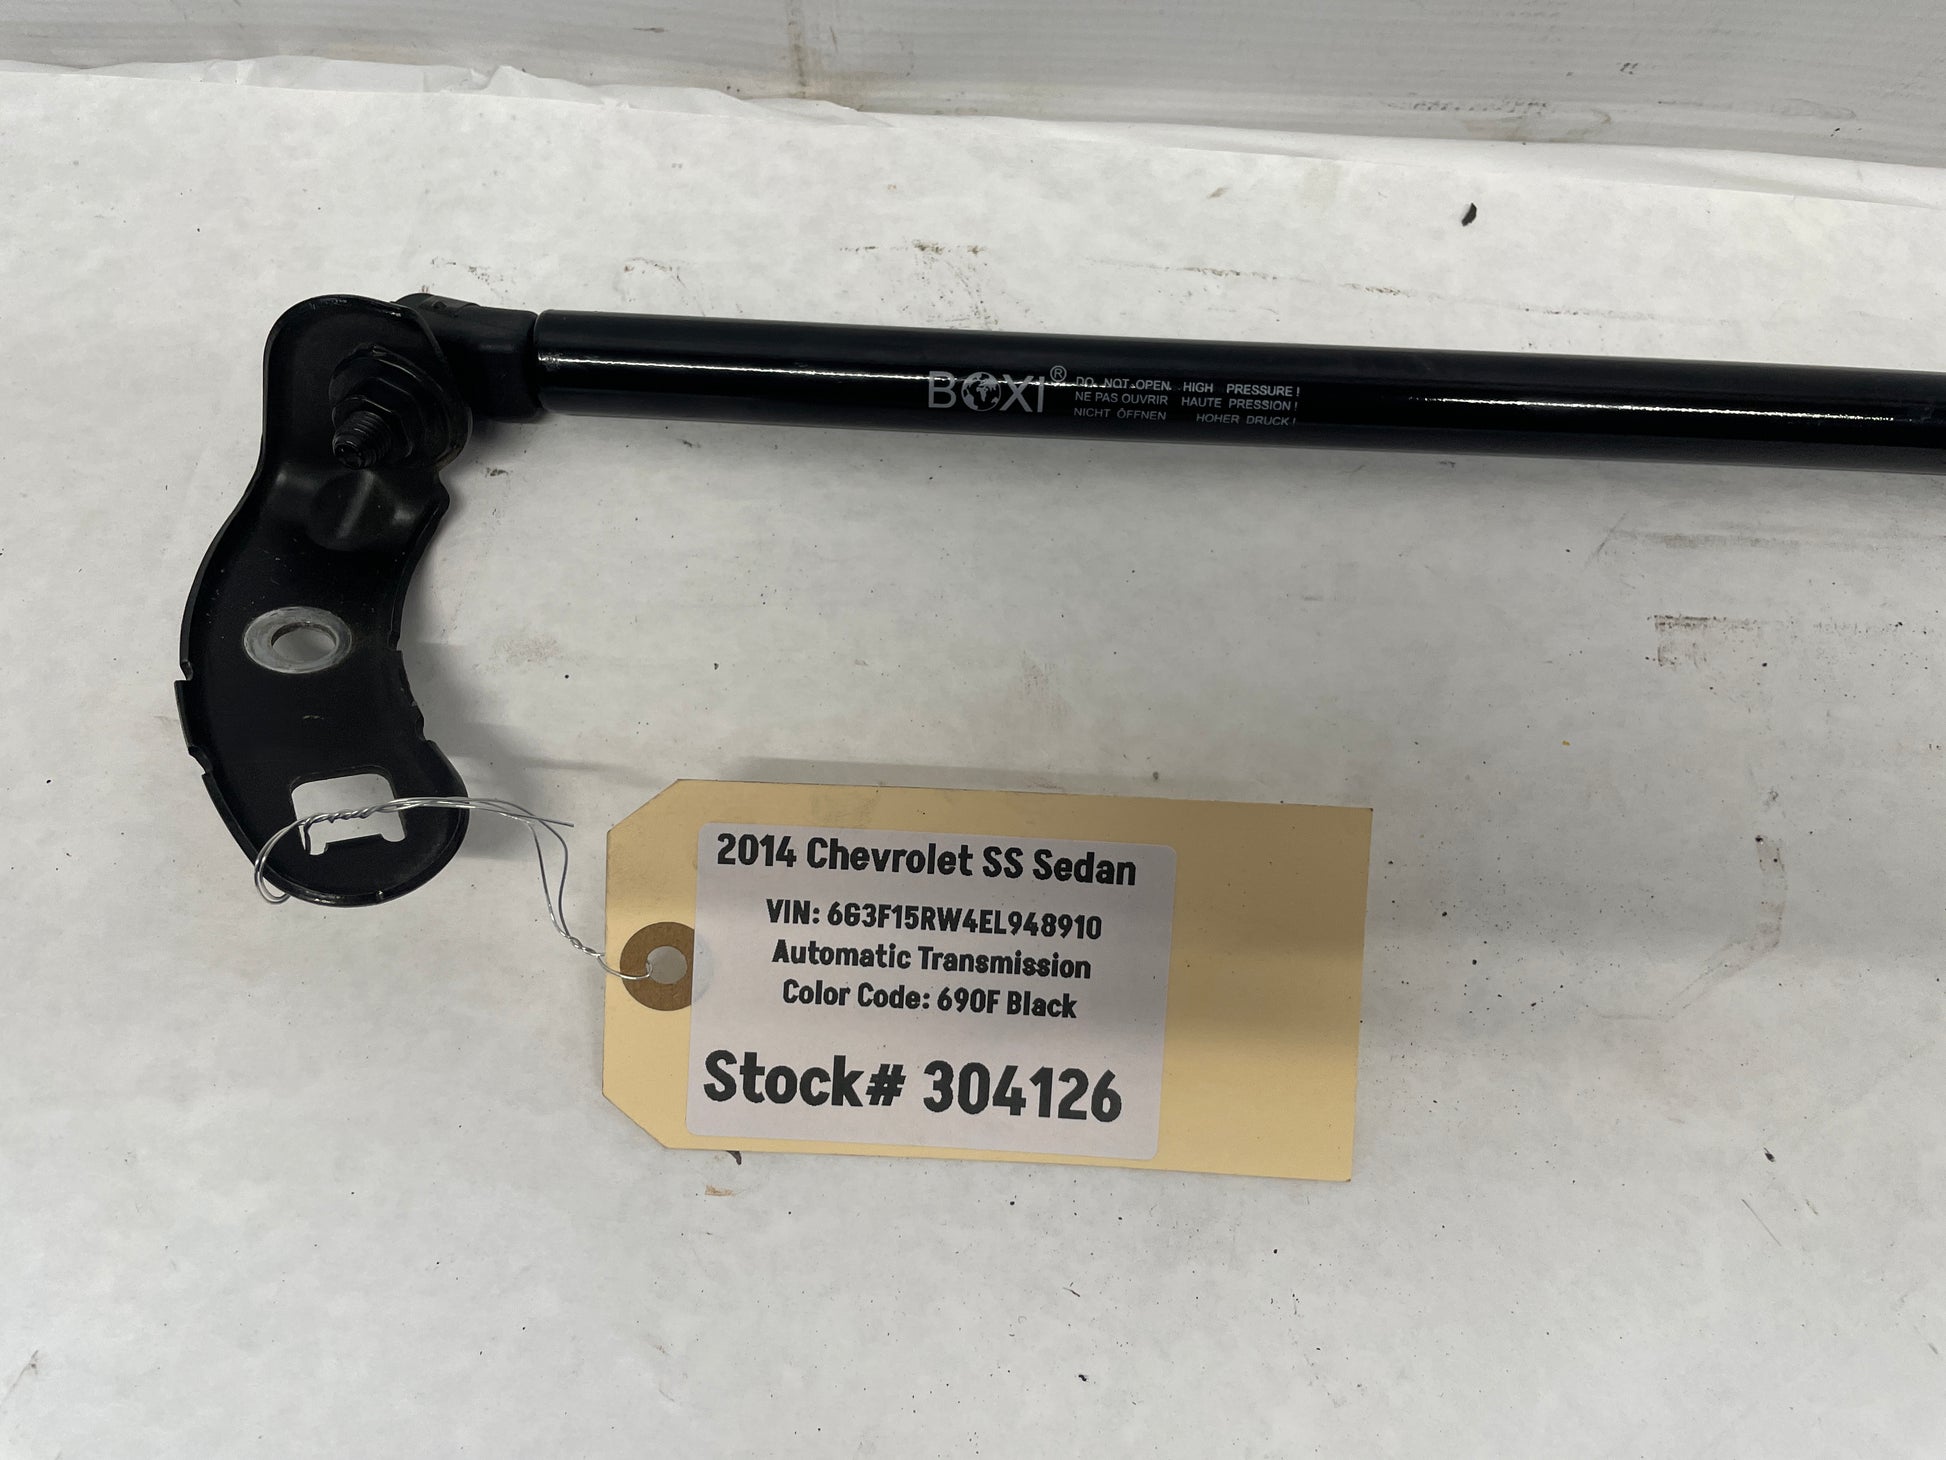 BOXI® DO NOT OPEN HIGH PRESSURE!
NE PAS OUVRIR HAUTE PRESSION!
NICHT ÖFFNEN HOHER DRUCK!
2014 Chevrolet SS Sedan
VIN: 6G3F15RW4EL948910
Automatic Transmission
Color Code: 690F Black
Stock# 304126